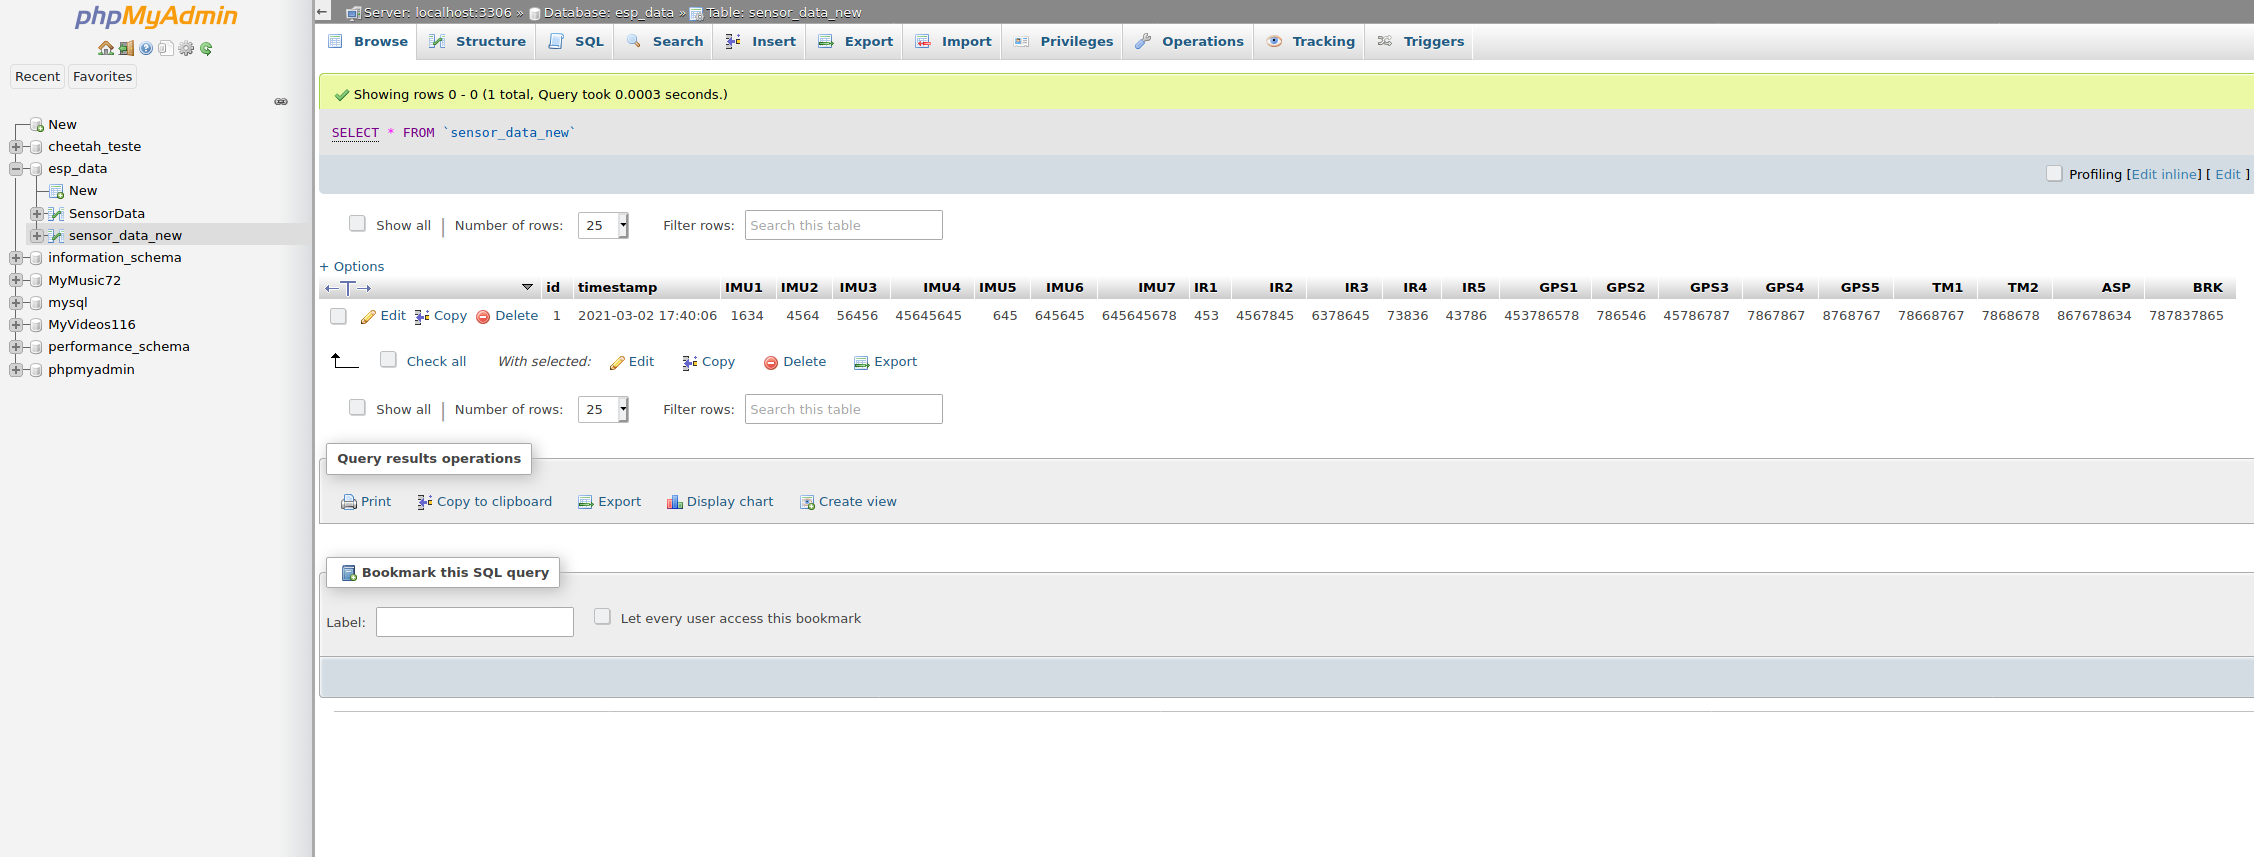 phpMyAdmin
Recent Favorites
New
cheetah_teste
esp_data
New
SensorData
sensor_data_new
information_schema
MyMusic72
mysql
MyVideos116
performance_schema
phpmyadmin
Server: localhost:3306 » Database: esp_data » Table: sensor_data_new
Browse Structure SQL Search Insert Export Import Privileges Operations Tracking Triggers
Showing rows 0 - 0 (1 total, Query took 0.0003 seconds.)
SELECT * FROM `sensor_data_new`
Profiling [Edit inline] [ Edit ]
Show all | Number of rows: 25 Filter rows: Search this table
+ Options
←T→ id timestamp IMU1 IMU2 IMU3 IMU4 IMU5 IMU6 IMU7 IR1 IR2 IR3 IR4 IR5 GPS1 GPS2 GPS3 GPS4 GPS5 TM1 TM2 ASP BRK
Edit Copy Delete 1 2021-03-02 17:40:06 1634 4564 56456 45645645 645 645645 645645678 453 4567845 6378645 73836 43786 453786578 786546 45786787 7867867 8768767 78668767 7868678 867678634 787837865
Check all With selected: Edit Copy Delete Export
Show all | Number of rows: 25 Filter rows: Search this table
Query results operations
Print Copy to clipboard Export Display chart Create view
Bookmark this SQL query
Label: Let every user access this bookmark